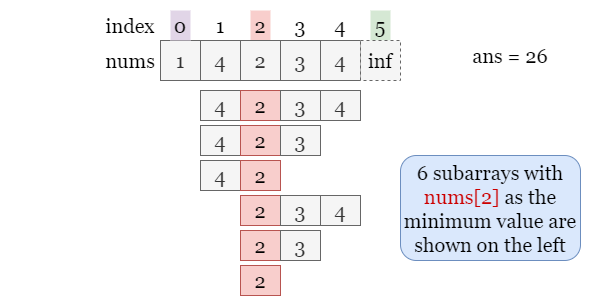 index 0 1 2 3 4 5
nums 1 4 2 3 4 inf
ans = 26
4 2 3 4
4 2 3
4 2
2 3 4
2 3
2
6 subarrays with
nums[2] as the
minimum value are
shown on the left